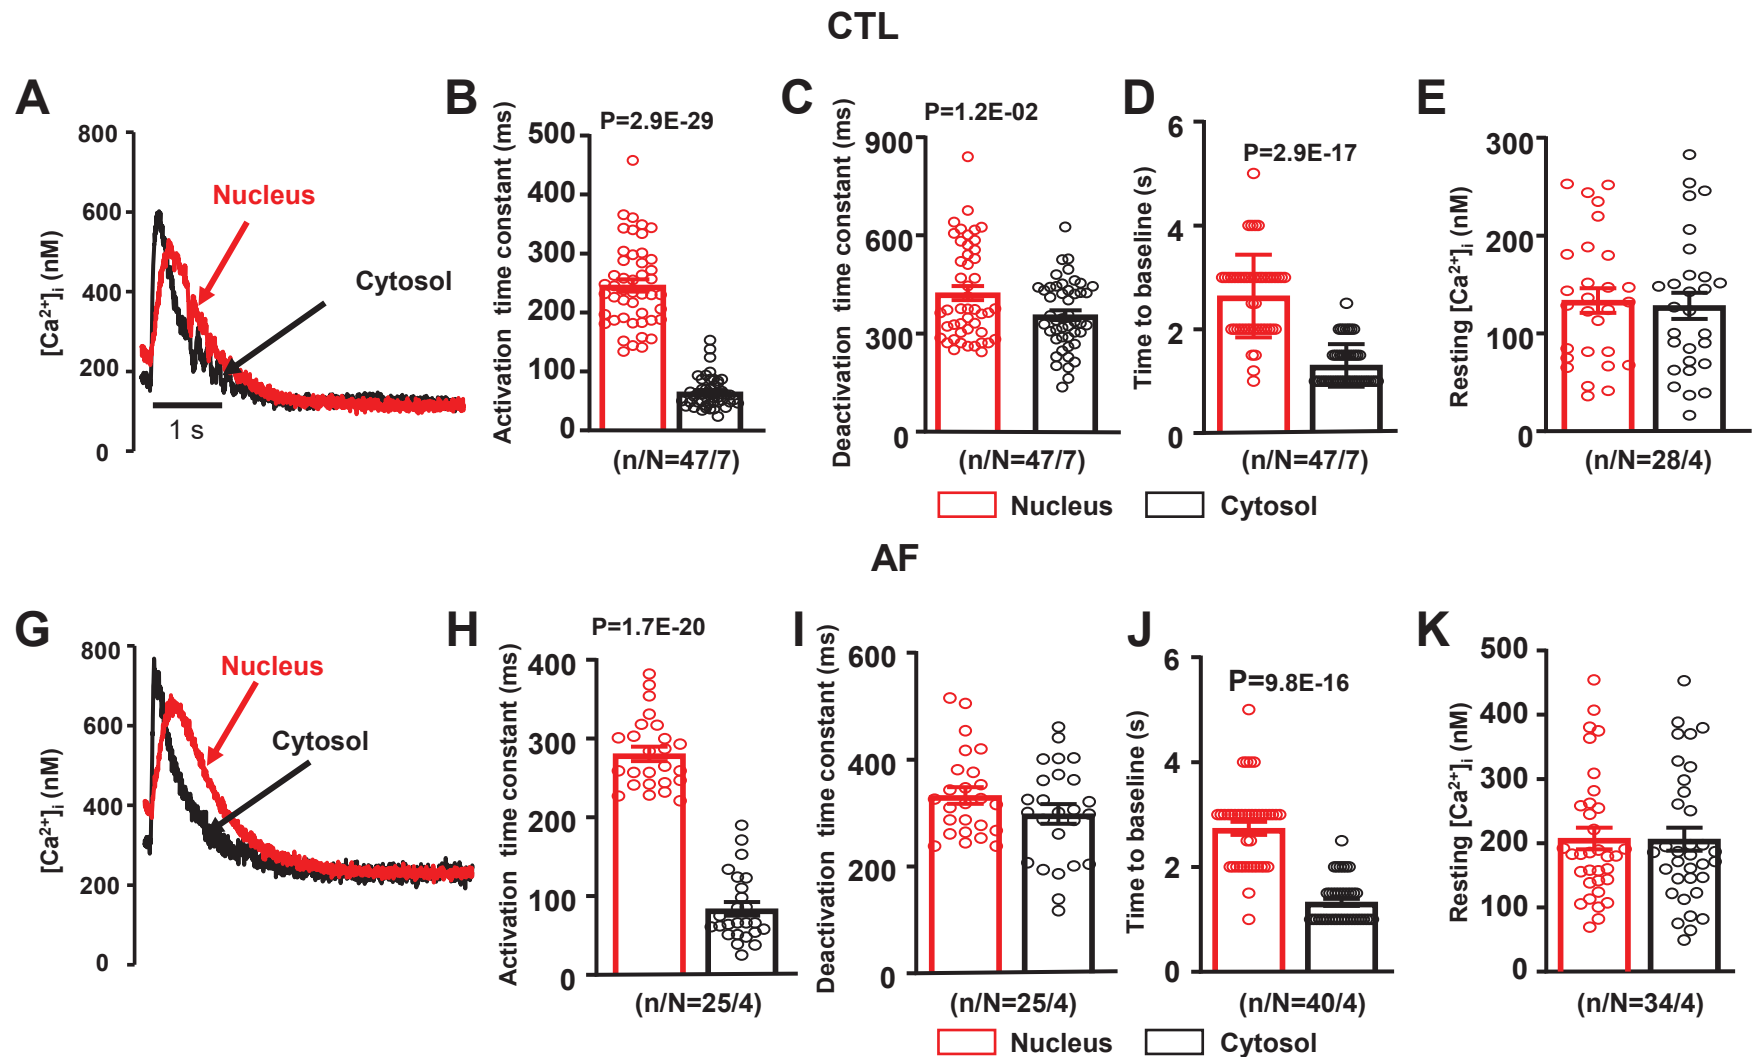 CTL
A
800
600
400
200
0
[Ca²⁺]ᵢ (nM)
Nucleus
Cytosol
1 s
B
P=2.9E-29
500
400
300
200
100
0
Activation time constant (ms)
(n/N=47/7)
C
P=1.2E-02
900
600
300
0
Deactivation time constant (ms)
(n/N=47/7)
D
P=2.9E-17
6
4
2
0
Time to baseline (s)
(n/N=47/7)
E
300
200
100
0
Resting [Ca²⁺]ᵢ (nM)
(n/N=28/4)
Nucleus
Cytosol
AF
G
800
600
400
200
0
[Ca²⁺]ᵢ (nM)
Nucleus
Cytosol
H
P=1.7E-20
400
300
200
100
0
Activation time constant (ms)
(n/N=25/4)
I
600
400
200
0
Deactivation time constant (ms)
(n/N=25/4)
J
P=9.8E-16
6
4
2
0
Time to baseline (s)
(n/N=40/4)
K
500
400
300
200
100
0
Resting [Ca²⁺]ᵢ (nM)
(n/N=34/4)
Nucleus
Cytosol